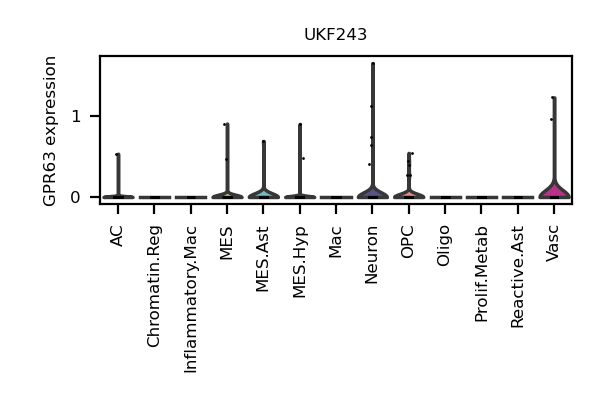 UKF243
GPR63 expression
1
0
AC
Chromatin.Reg
Inflammatory.Mac
MES
MES.Ast
MES.Hyp
Mac
Neuron
OPC
Oligo
Prolif.Metab
Reactive.Ast
Vasc